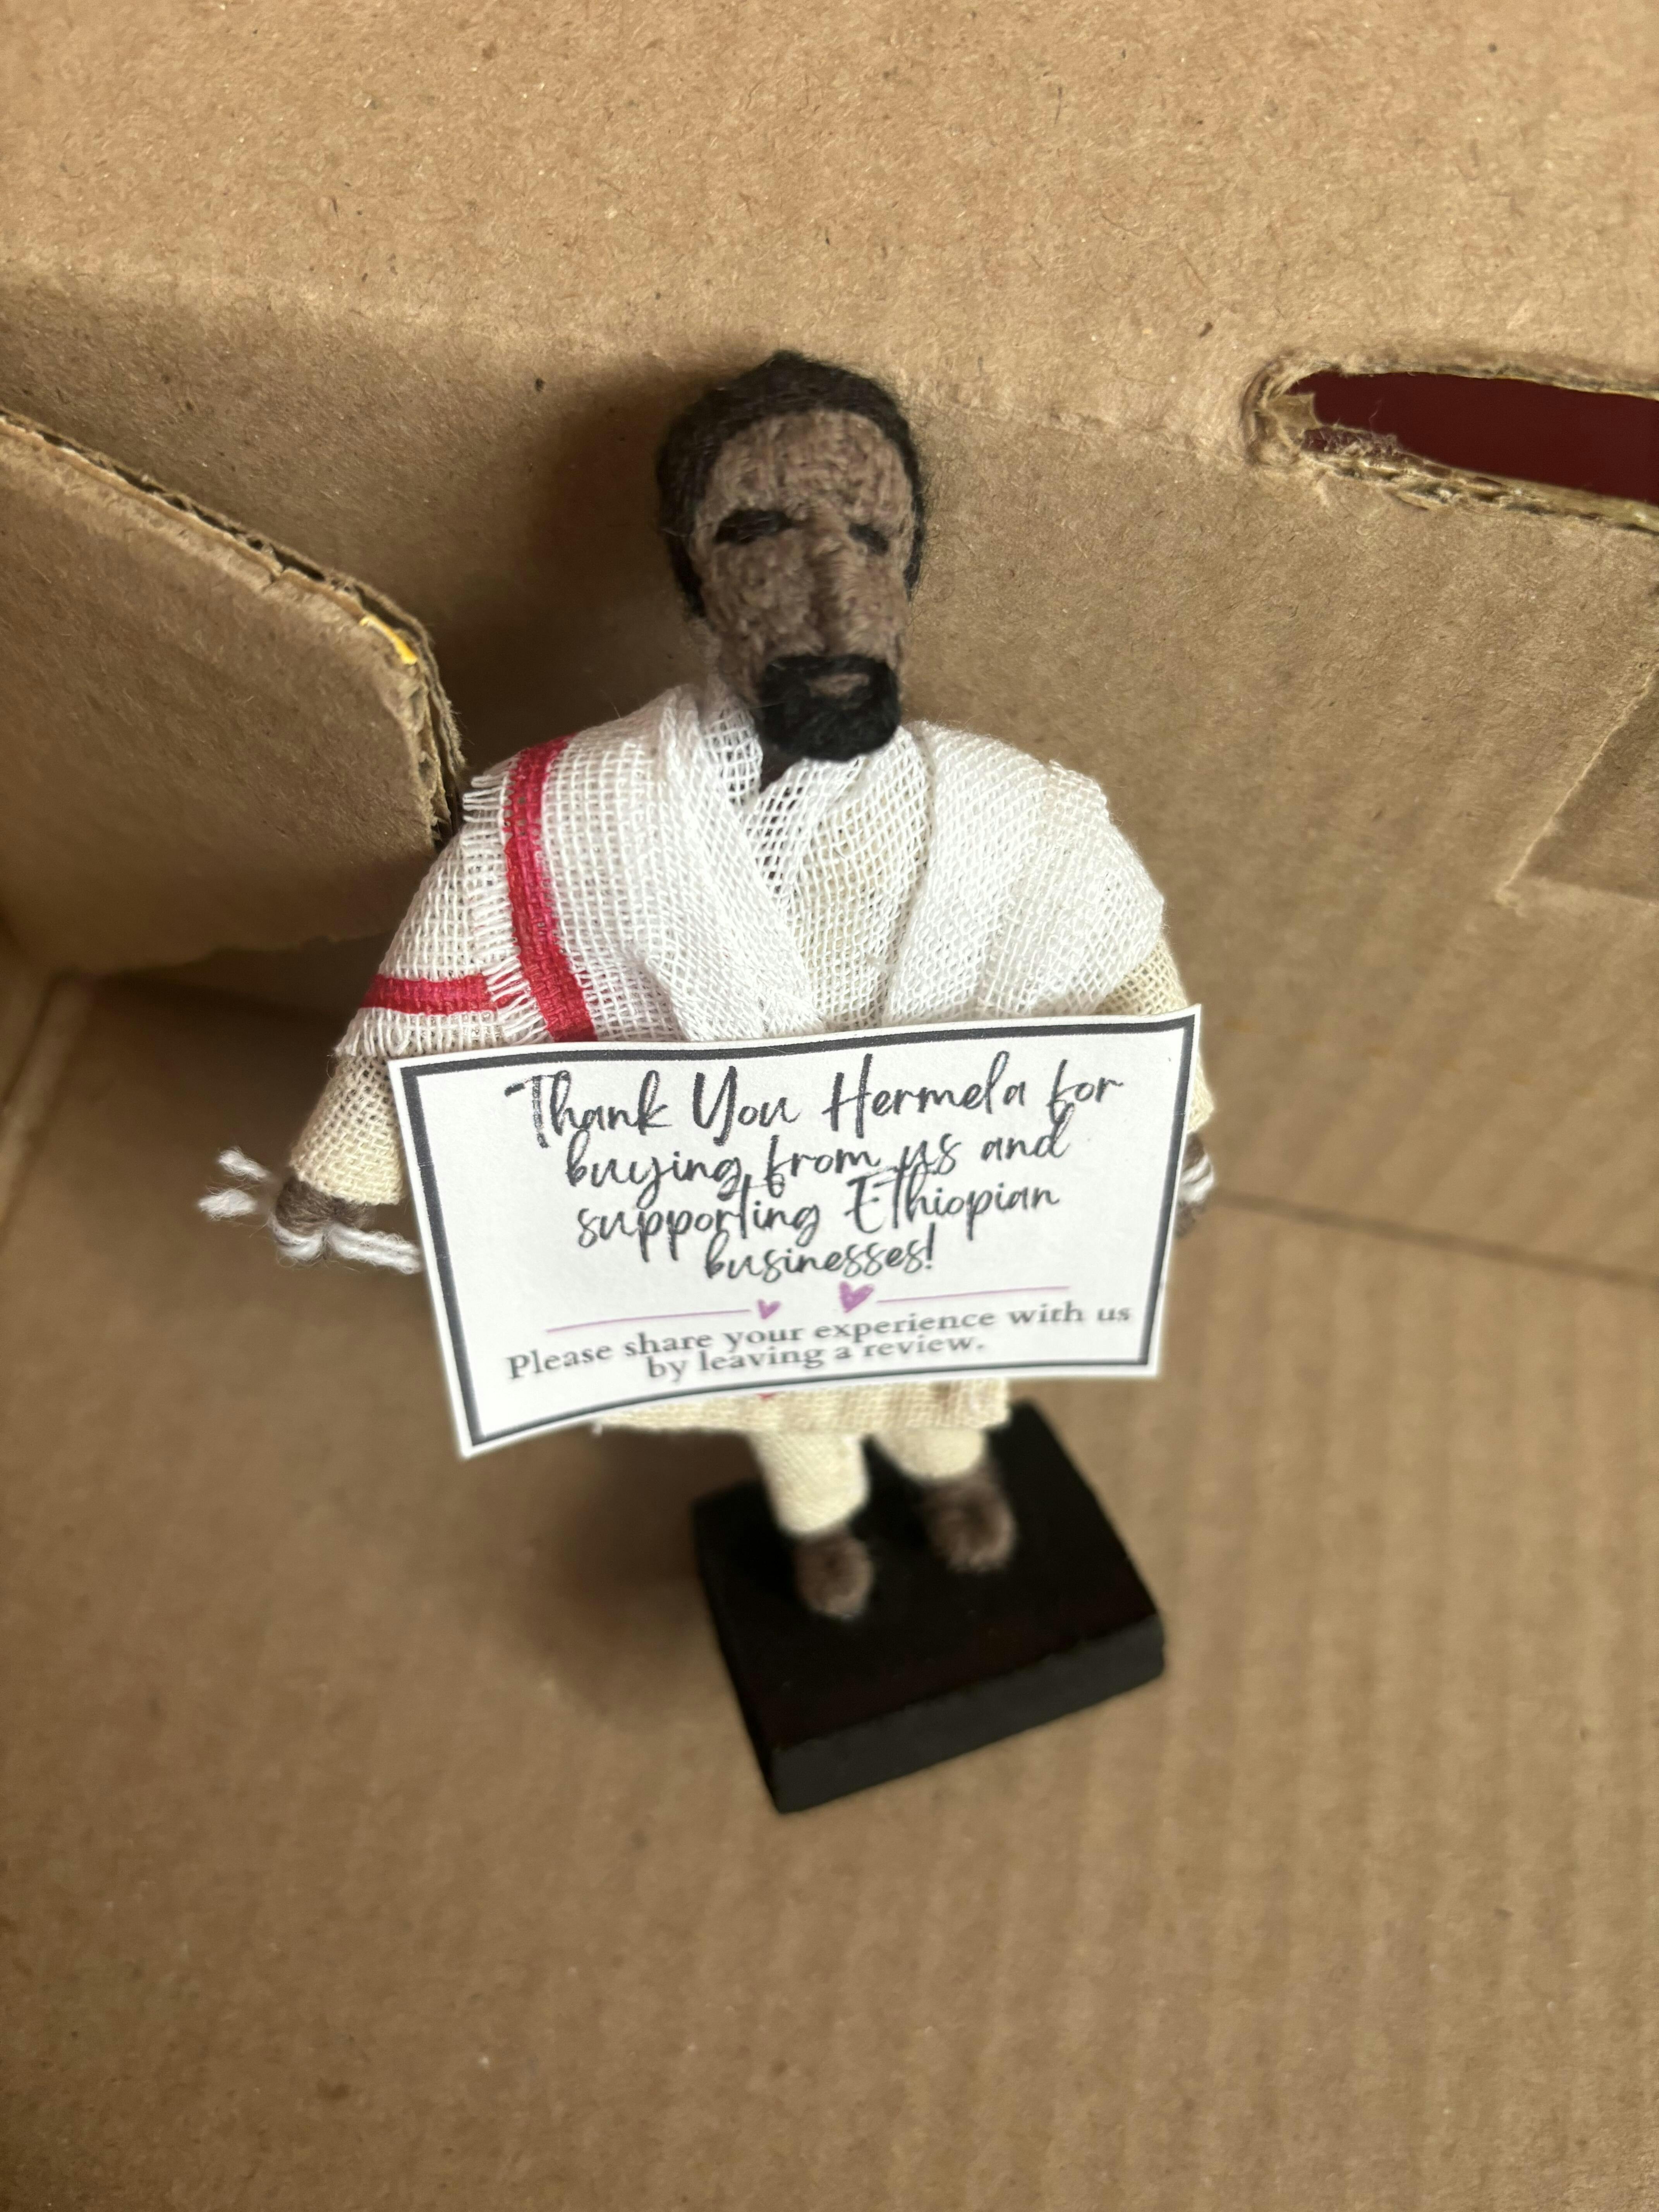 Thank You Hermela for
buying from us and
supporting Ethiopian
businesses!
Please share your experience with us
by leaving a review.